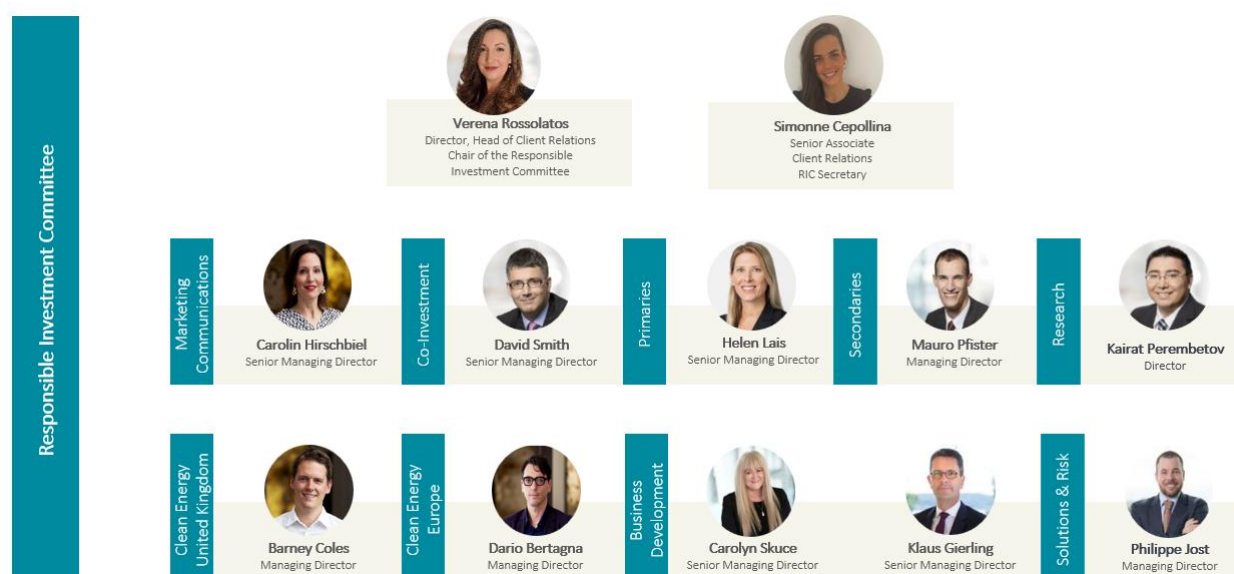 Responsible Investment Committee
Verena Rossolatos
Director, Head of Client Relations
Chair of the Responsible
Investment Committee
Simonne Cepollina
Senior Associate
Client Relations
RIC Secretary
Marketing
Communications
Carolin Hirschbiel
Senior Managing Director
Co-Investment
David Smith
Senior Managing Director
Primaries
Helen Lais
Senior Managing Director
Secondaries
Mauro Pfister
Managing Director
Research
Kairat Perembetov
Director
Clean Energy
United Kingdom
Barney Coles
Managing Director
Clean Energy
Europe
Dario Bertagna
Managing Director
Business
Development
Carolyn Skuce
Senior Managing Director
Klaus Gierling
Senior Managing Director
Solutions & Risk
Philippe Jost
Managing Director